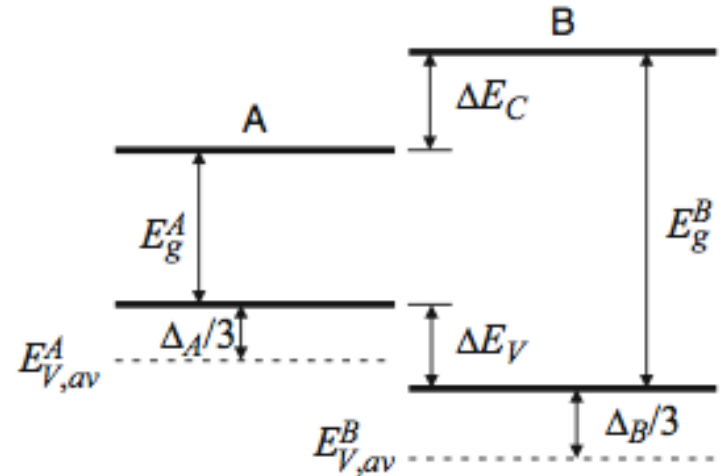 B
A
ΔE_C
E_g^A
E_g^B
Δ_A/3
ΔE_V
E_{V,av}^A
Δ_B/3
E_{V,av}^B